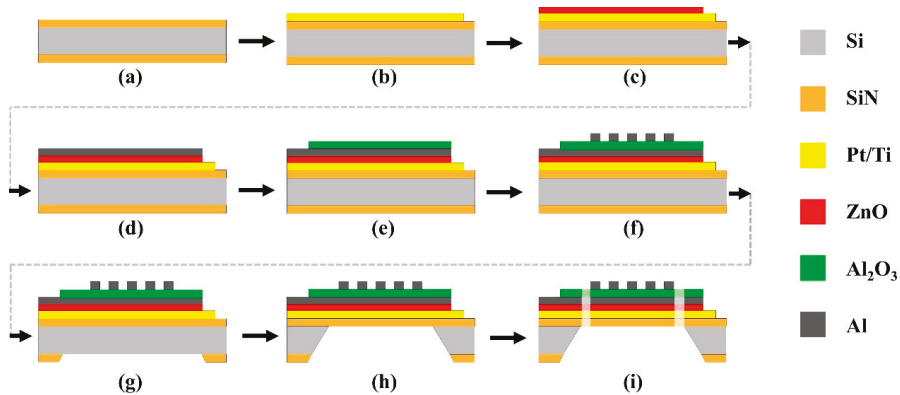 (a)
(b)
(c)
(d)
(e)
(f)
(g)
(h)
(i)
Si
SiN
Pt/Ti
ZnO
Al₂O₃
Al